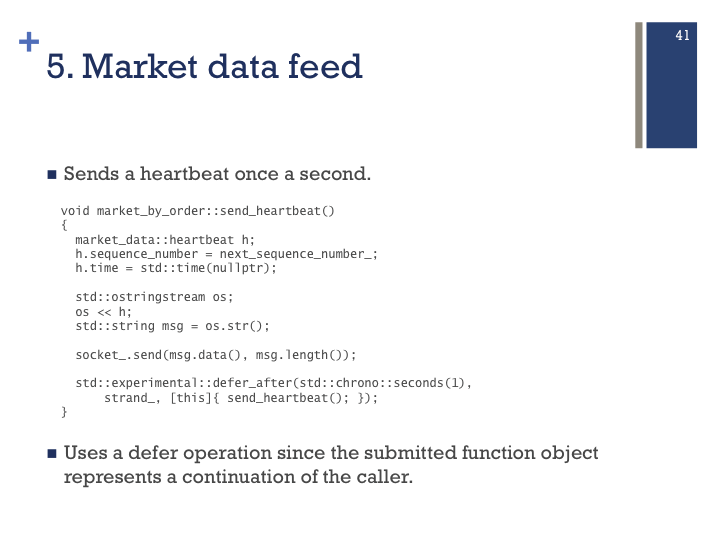 +
41
5. Market data feed
■ Sends a heartbeat once a second.
void market_by_order::send_heartbeat()
{
  market_data::heartbeat h;
  h.sequence_number = next_sequence_number_;
  h.time = std::time(nullptr);

  std::ostringstream os;
  os << h;
  std::string msg = os.str();

  socket_.send(msg.data(), msg.length());

  std::experimental::defer_after(std::chrono::seconds(1),
      strand_, [this]{ send_heartbeat(); });
}
■ Uses a defer operation since the submitted function object
represents a continuation of the caller.